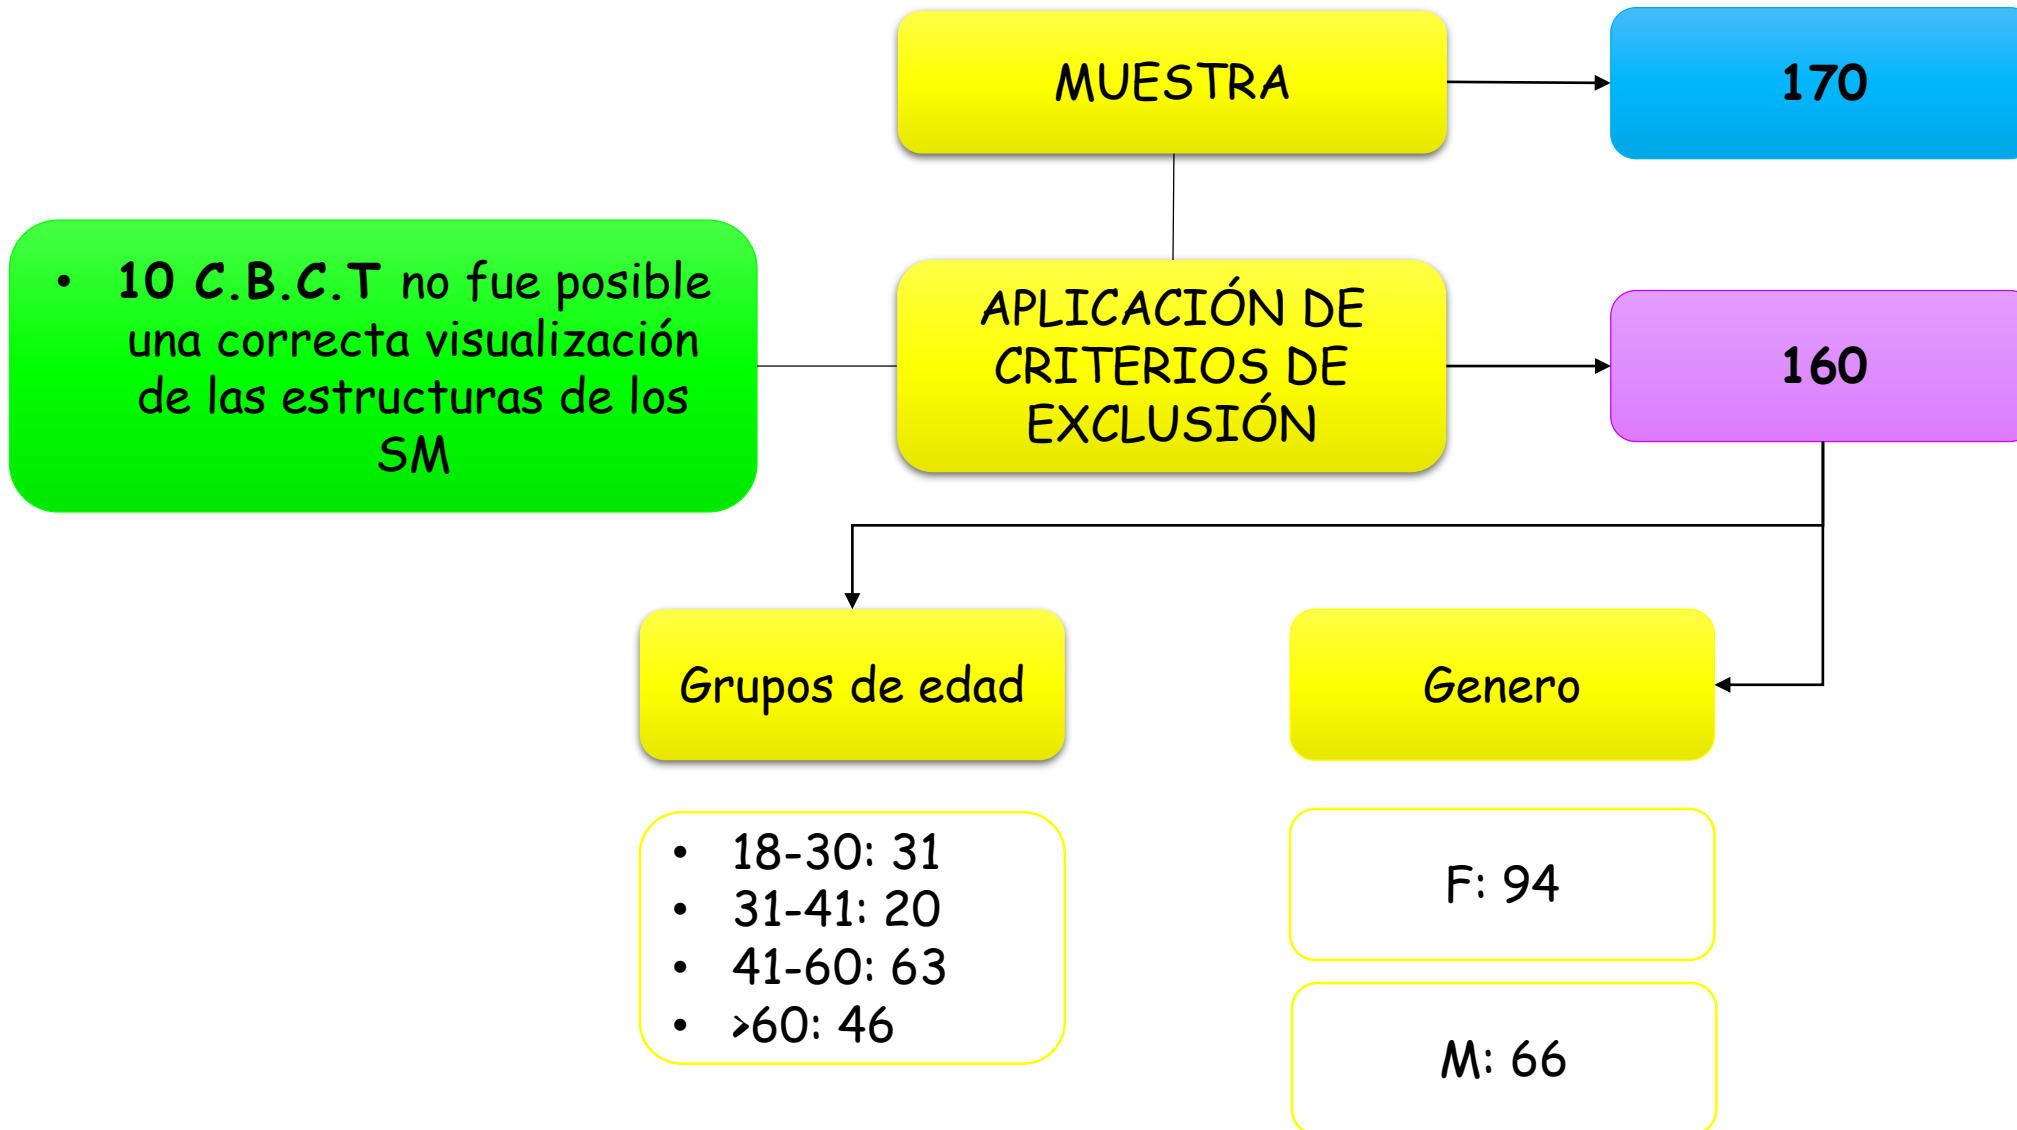 MUESTRA
170
• 10 C.B.C.T no fue posible
una correcta visualización
de las estructuras de los
SM
APLICACIÓN DE
CRITERIOS DE
EXCLUSIÓN
160
Grupos de edad
Genero
• 18-30: 31
• 31-41: 20
• 41-60: 63
• >60: 46
F: 94
M: 66